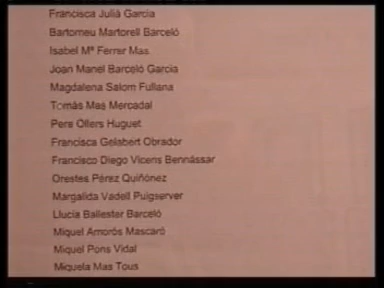 Francisca Julià Garcia
Bartomeu Martorell Barceló
Isabel Mª Ferrer Mas.
Joan Manel Barceló Garcia
Magdalena Salom Fullana
Tomás Mas Mercadal
Pere Ollers Huguet
Francisca Gelabert Obrador
Francisco Diego Vicens Bennássar
Orestes Pérez Quiñónez
Margalida Vadell Puigserver
Llucia Ballester Barceló
Miquel Amorós Mascaró
Miquel Pons Vidal
Miquela Mas Tous